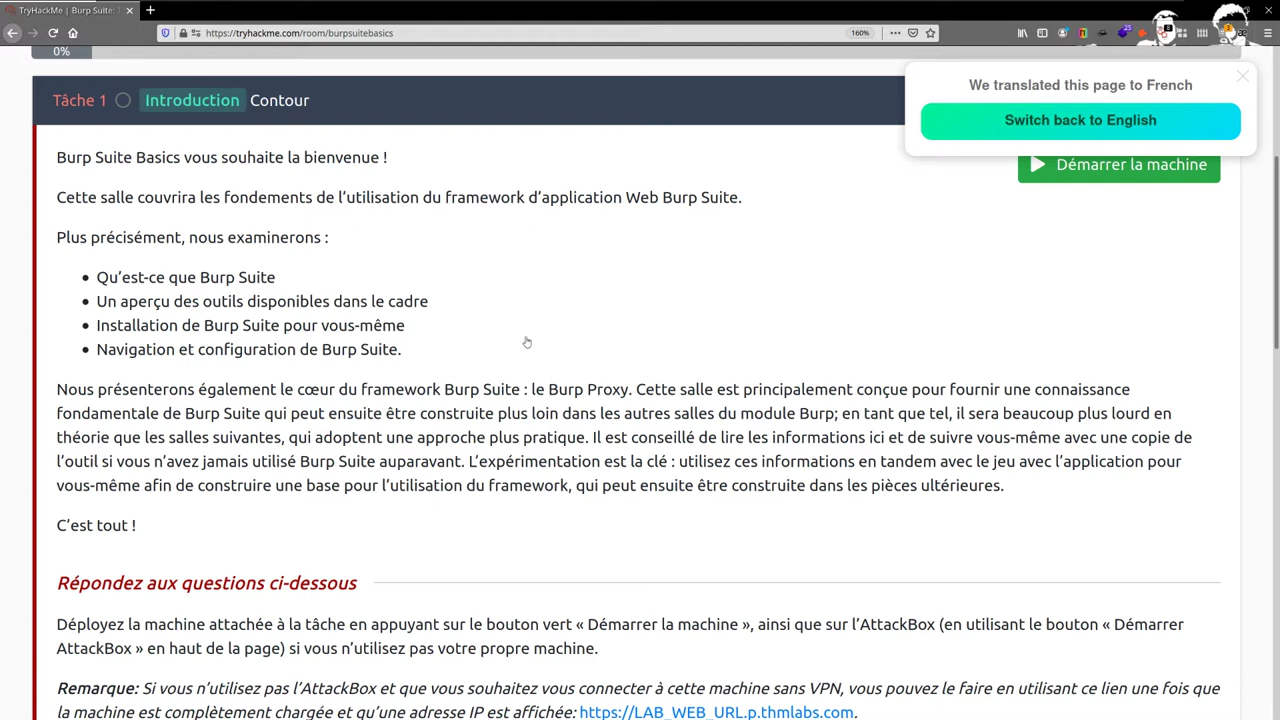 TryHackMe | Burp Suite:
https://tryhackme.com/room/burpsuitebasics
160%
0%
Tâche 1 Introduction Contour
We translated this page to French
Switch back to English
Démarrer la machine
Burp Suite Basics vous souhaite la bienvenue !
Cette salle couvrira les fondements de l’utilisation du framework d’application Web Burp Suite.
Plus précisément, nous examinerons :
Qu’est-ce que Burp Suite
Un aperçu des outils disponibles dans le cadre
Installation de Burp Suite pour vous-même
Navigation et configuration de Burp Suite.
Nous présenterons également le cœur du framework Burp Suite : le Burp Proxy. Cette salle est principalement conçue pour fournir une connaissance
fondamentale de Burp Suite qui peut ensuite être construite plus loin dans les autres salles du module Burp; en tant que tel, il sera beaucoup plus lourd en
théorie que les salles suivantes, qui adoptent une approche plus pratique. Il est conseillé de lire les informations ici et de suivre vous-même avec une copie de
l’outil si vous n’avez jamais utilisé Burp Suite auparavant. L’expérimentation est la clé : utilisez ces informations en tandem avec le jeu avec l’application pour
vous-même afin de construire une base pour l’utilisation du framework, qui peut ensuite être construite dans les pièces ultérieures.
C’est tout !
Répondez aux questions ci-dessous
Déployez la machine attachée à la tâche en appuyant sur le bouton vert « Démarrer la machine », ainsi que sur l’AttackBox (en utilisant le bouton « Démarrer
AttackBox » en haut de la page) si vous n’utilisez pas votre propre machine.
Remarque: Si vous n’utilisez pas l’AttackBox et que vous souhaitez vous connecter à cette machine sans VPN, vous pouvez le faire en utilisant ce lien une fois que
la machine est complètement chargée et qu’une adresse IP est affichée: https://LAB_WEB_URL.p.thmlabs.com.